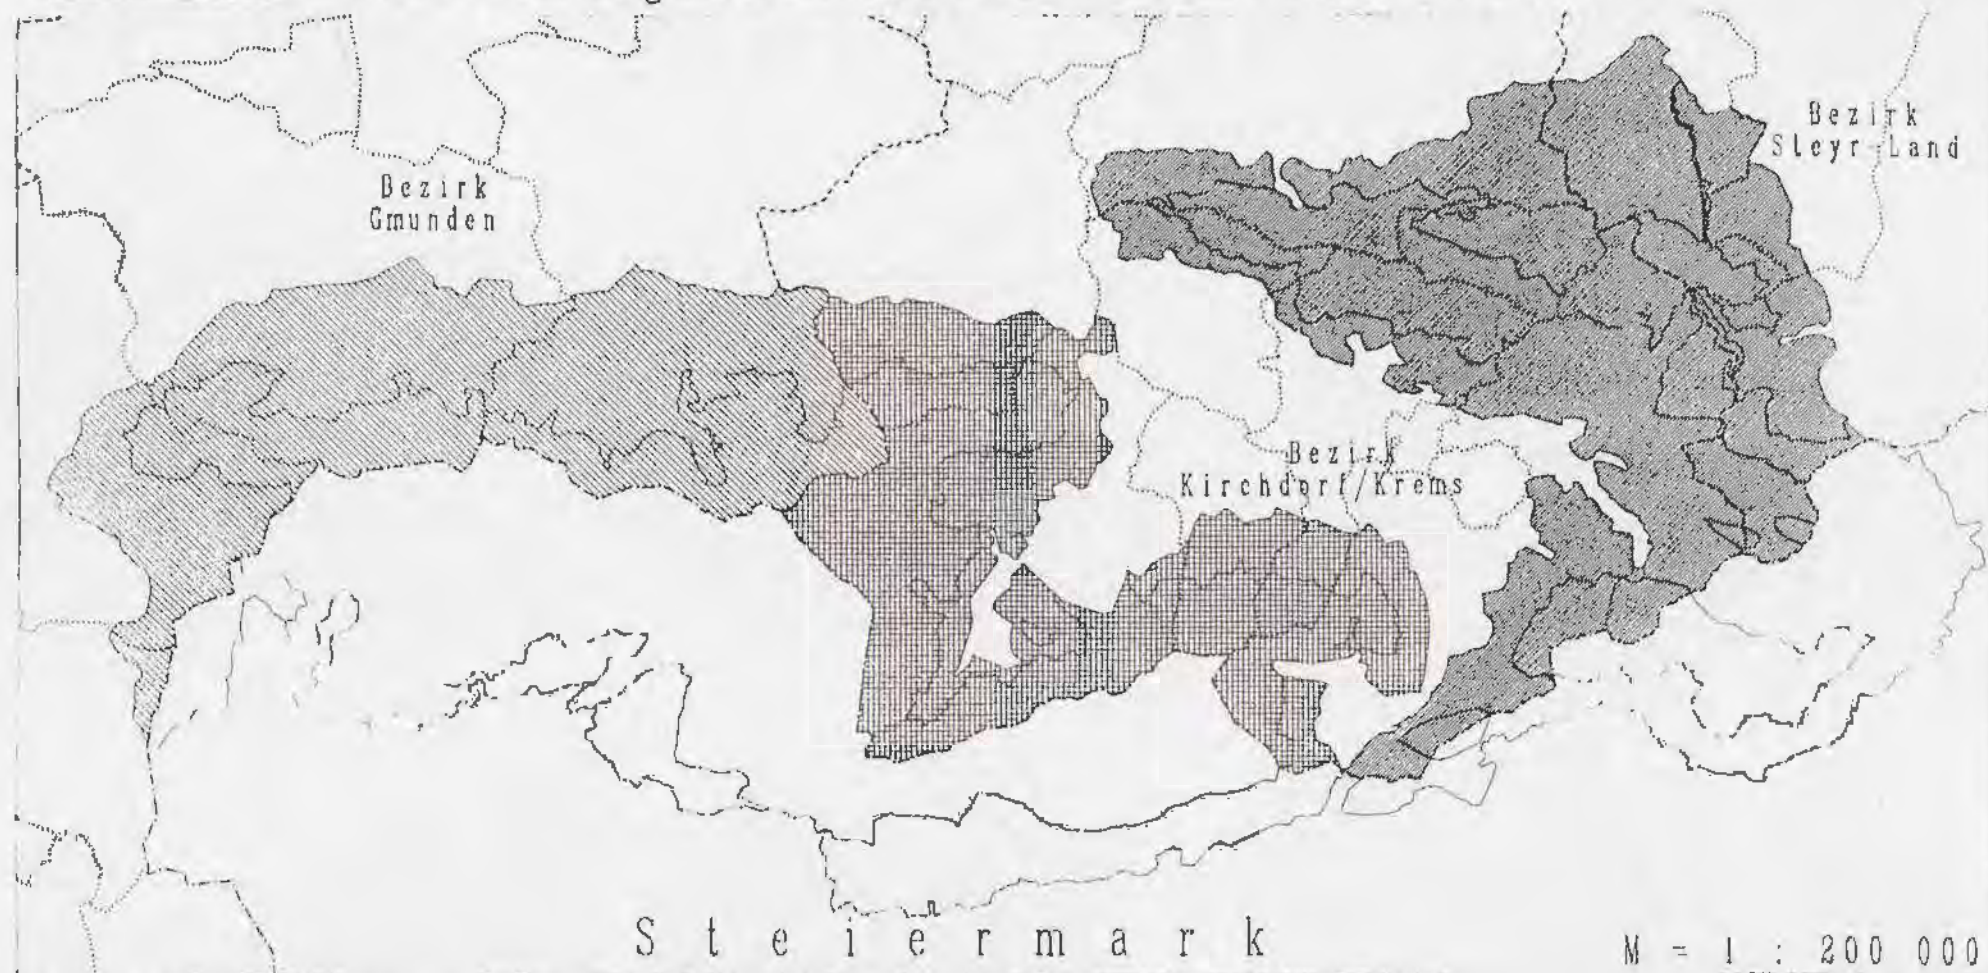 Bezirk
Steyr-Land
Bezirk
Gmunden
Bezirk
Kirchdorf/Krems
Steiermark
M = 1 : 200 000